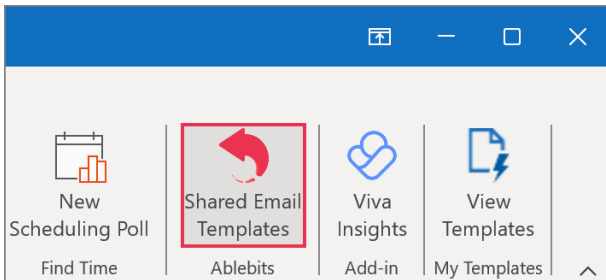 New
Scheduling Poll
Find Time
Shared Email
Templates
Ablebits
Viva
Insights
Add-in
View
Templates
My Templates